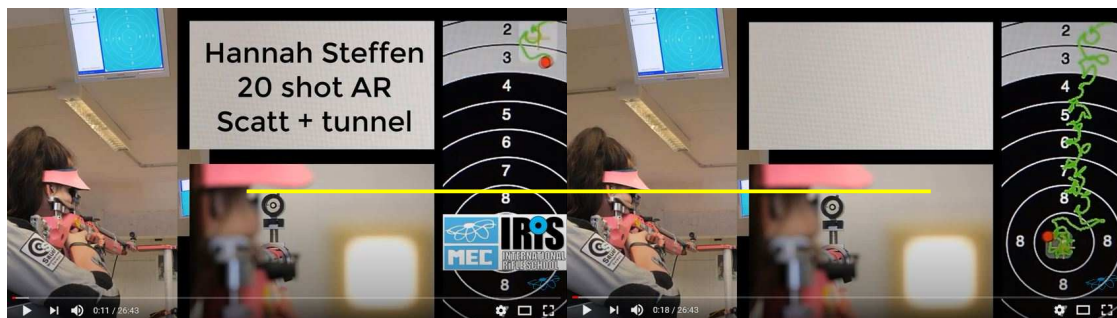 Hannah Steffen
20 shot AR
Scatt + tunnel
2
3
4
5
6
7
8
MEC
IRiS
INTERNATIONAL
RiFLE SCHOOL
8
0:11 / 26:43
2
3
4
5
6
7
8
8
8
8
0:18 / 26:43